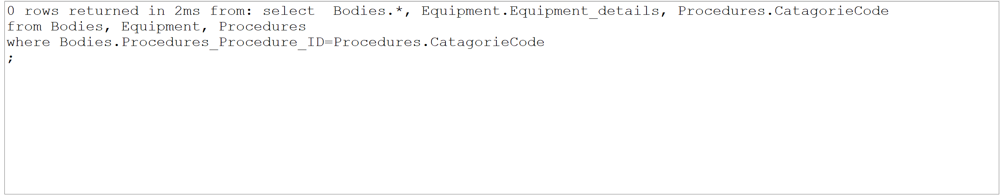 0 rows returned in 2ms from: select  Bodies.*, Equipment.Equipment_details, Procedures.CatagorieCode
from Bodies, Equipment, Procedures
where Bodies.Procedures_Procedure_ID=Procedures.CatagorieCode
;